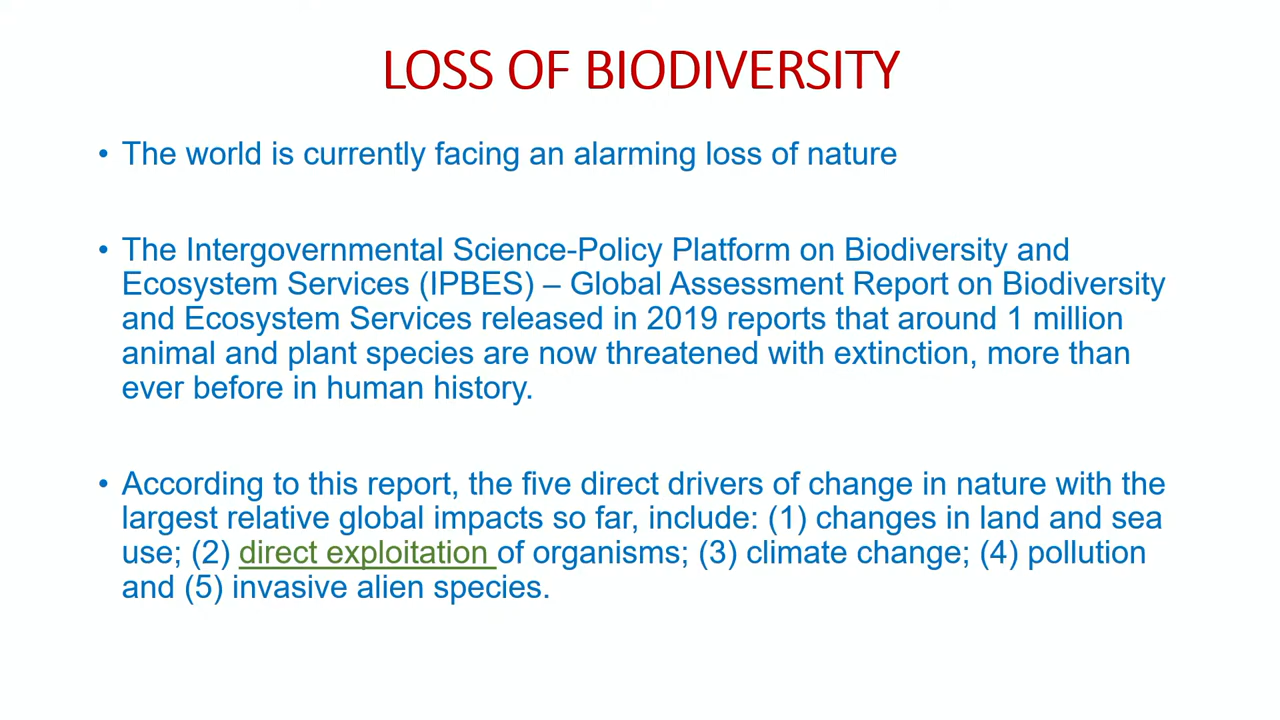 LOSS OF BIODIVERSITY
• The world is currently facing an alarming loss of nature
• The Intergovernmental Science-Policy Platform on Biodiversity and
Ecosystem Services (IPBES) – Global Assessment Report on Biodiversity
and Ecosystem Services released in 2019 reports that around 1 million
animal and plant species are now threatened with extinction, more than
ever before in human history.
• According to this report, the five direct drivers of change in nature with the
largest relative global impacts so far, include: (1) changes in land and sea
use; (2) direct exploitation of organisms; (3) climate change; (4) pollution
and (5) invasive alien species.